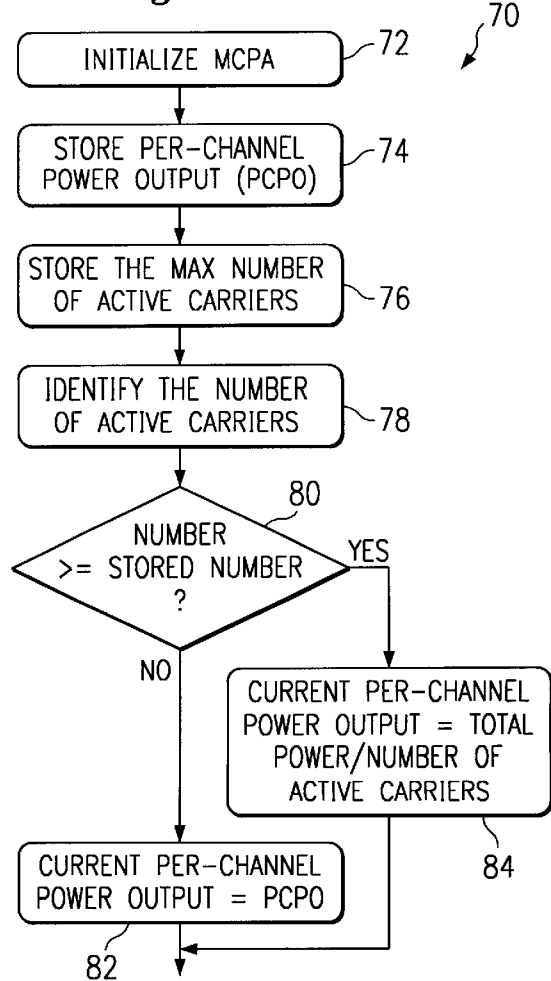 70
INITIALIZE MCPA
72
STORE PER-CHANNEL
POWER OUTPUT (PCPO)
74
STORE THE MAX NUMBER
OF ACTIVE CARRIERS
76
IDENTIFY THE NUMBER
OF ACTIVE CARRIERS
78
80
NUMBER
>= STORED NUMBER
?
YES
NO
CURRENT PER-CHANNEL
POWER OUTPUT = TOTAL
POWER/NUMBER OF
ACTIVE CARRIERS
84
CURRENT PER-CHANNEL
POWER OUTPUT = PCPO
82